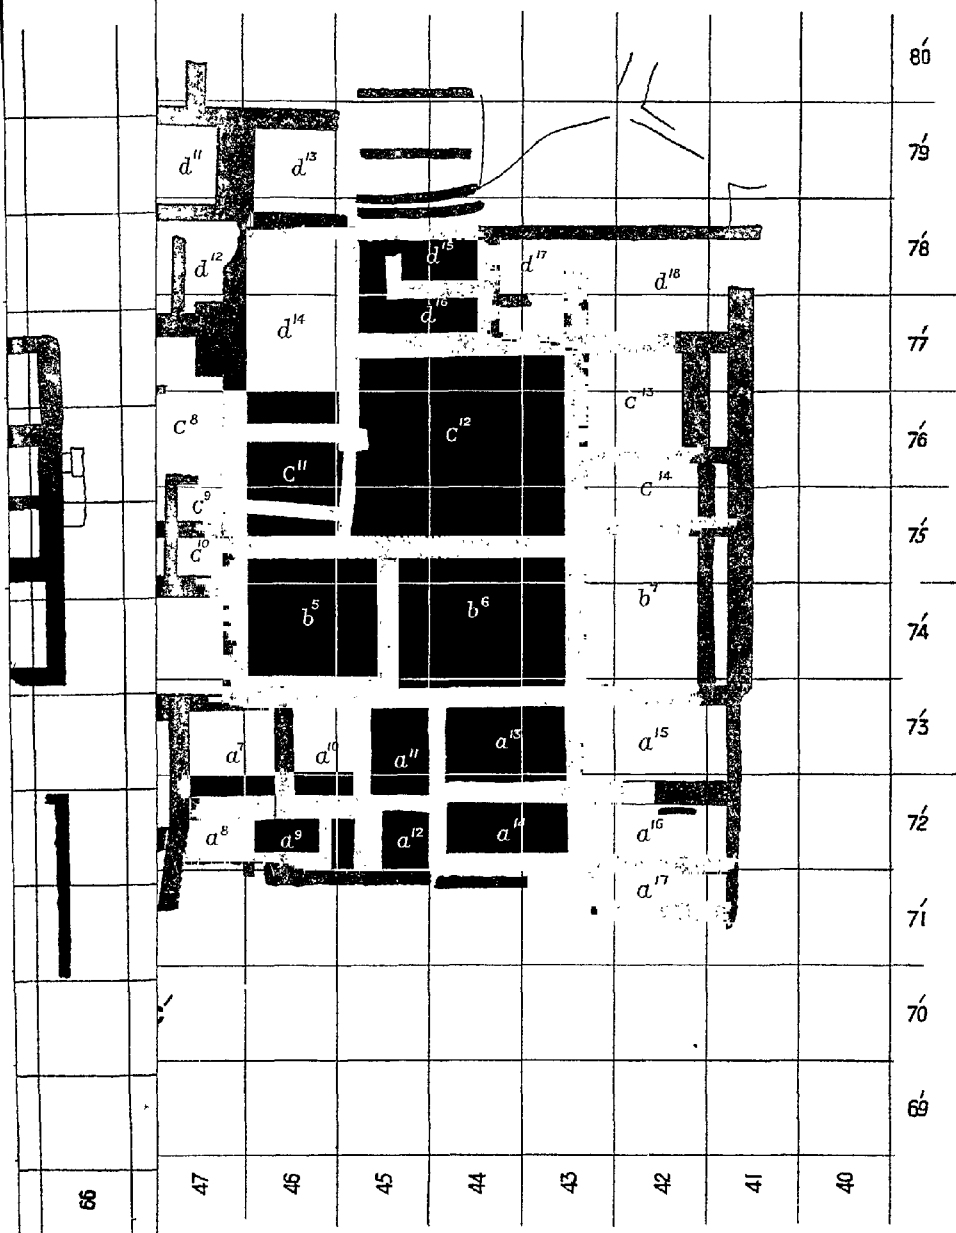 80′
79′
d¹¹ d¹³
78′
d¹² d¹⁵ d¹⁷ d¹⁸
77′
d¹⁴ d¹⁶
76′
C⁸ C¹² C¹³
C¹¹ C¹⁴
C⁹
75′
C¹⁰
74′
b⁵ b⁶ b⁷
73′
a⁷ a¹⁰ a¹¹ a¹³ a¹⁵
72′
a⁸ a⁹ a¹² a¹⁴ a¹⁶
71′
a¹⁷
70′
69′
66 47 46 45 44 43 42 41 40